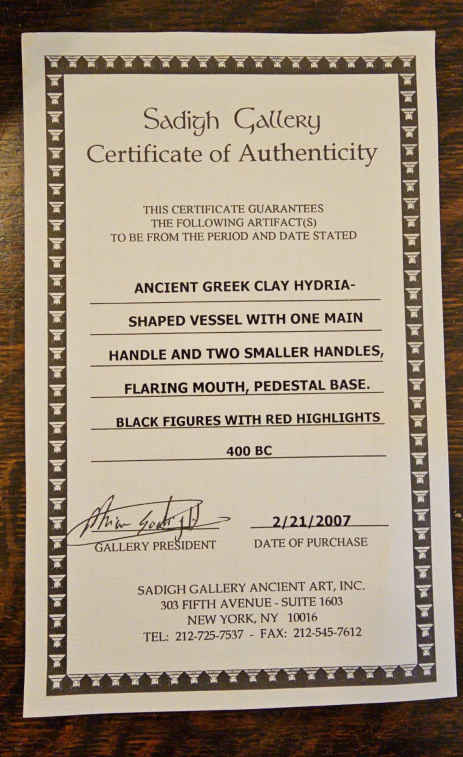 Sadigh Gallery
Certificate of Authenticity
THIS CERTIFICATE GUARANTEES
THE FOLLOWING ARTIFACT(S)
TO BE FROM THE PERIOD AND DATE STATED
ANCIENT GREEK CLAY HYDRIA-
SHAPED VESSEL WITH ONE MAIN
HANDLE AND TWO SMALLER HANDLES,
FLARING MOUTH, PEDESTAL BASE.
BLACK FIGURES WITH RED HIGHLIGHTS
400 BC
2/21/2007
GALLERY PRESIDENT DATE OF PURCHASE
SADIGH GALLERY ANCIENT ART, INC.
303 FIFTH AVENUE - SUITE 1603
NEW YORK, NY 10016
TEL: 212-725-7537 - FAX: 212-545-7612